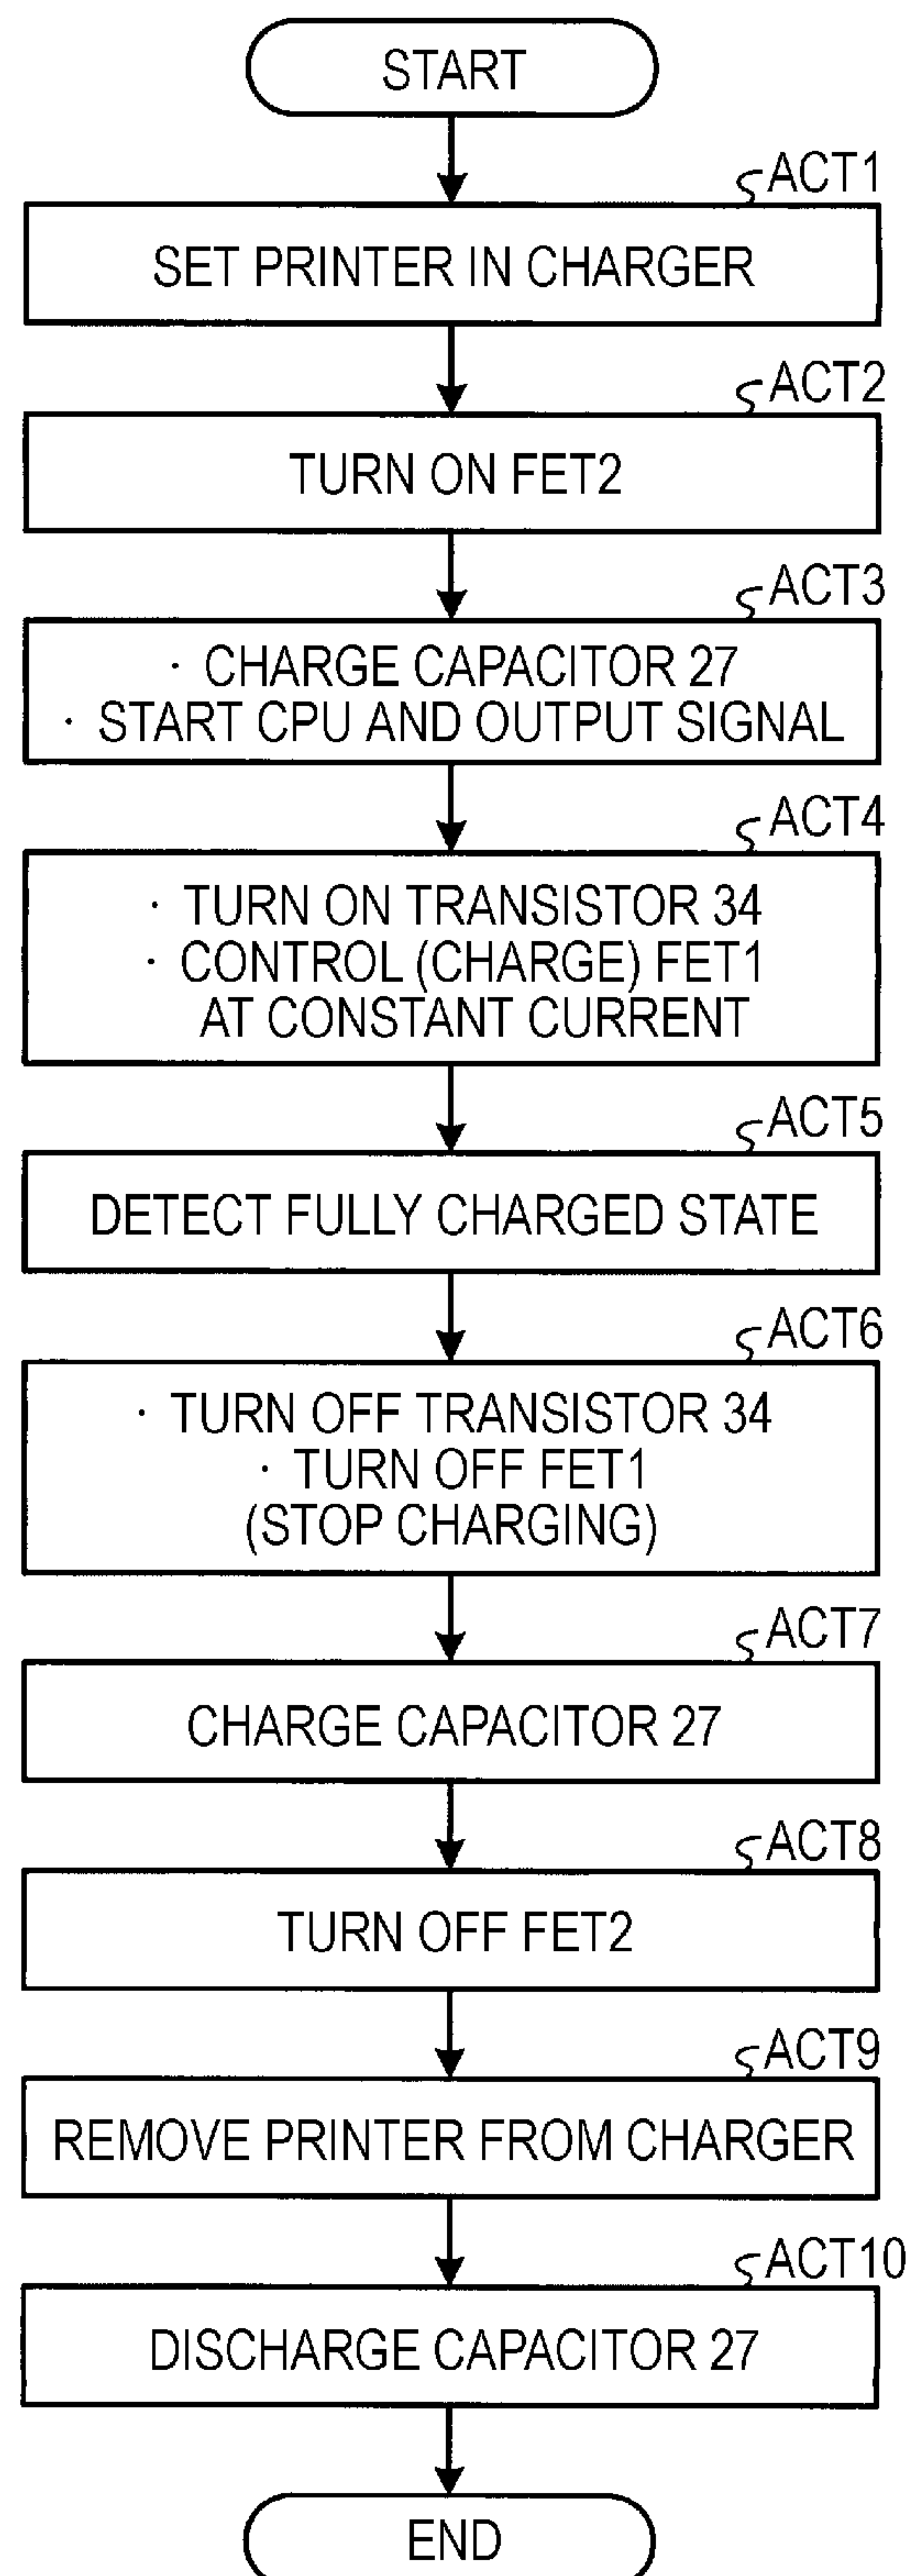 START
ACT1
SET PRINTER IN CHARGER
ACT2
TURN ON FET2
ACT3
· CHARGE CAPACITOR 27
· START CPU AND OUTPUT SIGNAL
ACT4
· TURN ON TRANSISTOR 34
· CONTROL (CHARGE) FET1
AT CONSTANT CURRENT
ACT5
DETECT FULLY CHARGED STATE
ACT6
· TURN OFF TRANSISTOR 34
· TURN OFF FET1
(STOP CHARGING)
ACT7
CHARGE CAPACITOR 27
ACT8
TURN OFF FET2
ACT9
REMOVE PRINTER FROM CHARGER
ACT10
DISCHARGE CAPACITOR 27
END